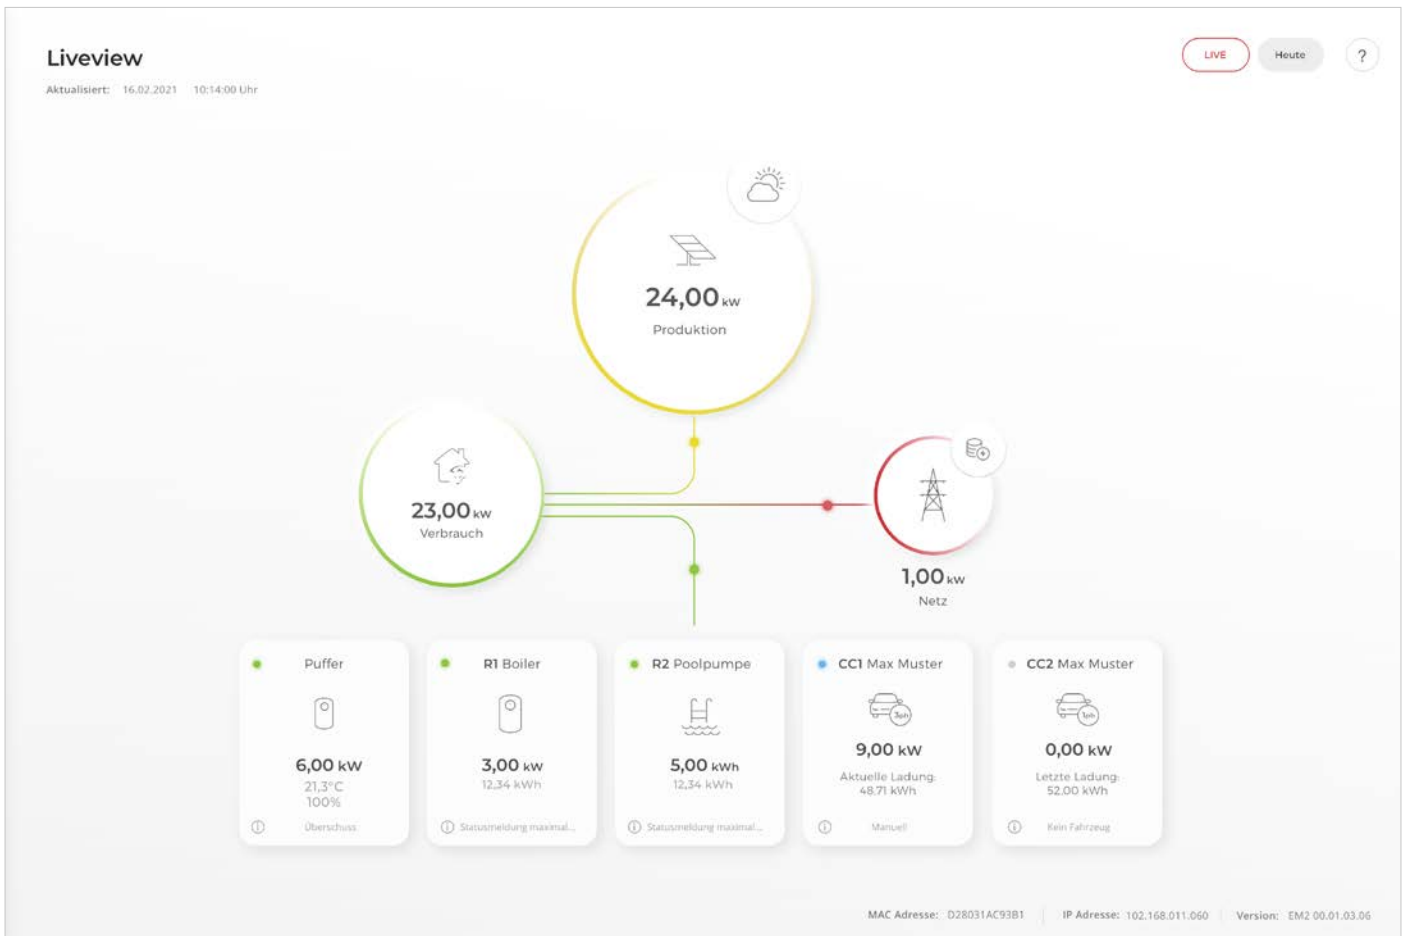 Liveview
LIVE
Heute
?
Aktualisiert: 16.02.2021 10:14:00 Uhr
24,00 kW
Produktion
23,00 kW
Verbrauch
1,00 kW
Netz
Puffer
6,00 kW
21,3°C
100%
Überschuss
R1 Boiler
3,00 kW
12,34 kWh
Statusmeldung maximal...
R2 Poolpumpe
5,00 kWh
12,34 kWh
Statusmeldung maximal...
CC1 Max Muster
3ph
9,00 kW
Aktuelle Ladung:
48,71 kWh
Manuell
CC2 Max Muster
1ph
0,00 kW
Letzte Ladung:
52,00 kWh
Kein Fahrzeug
MAC Adresse: D28031AC93B1 IP Adresse: 102.168.011.060 Version: EM2 00.01.03.06